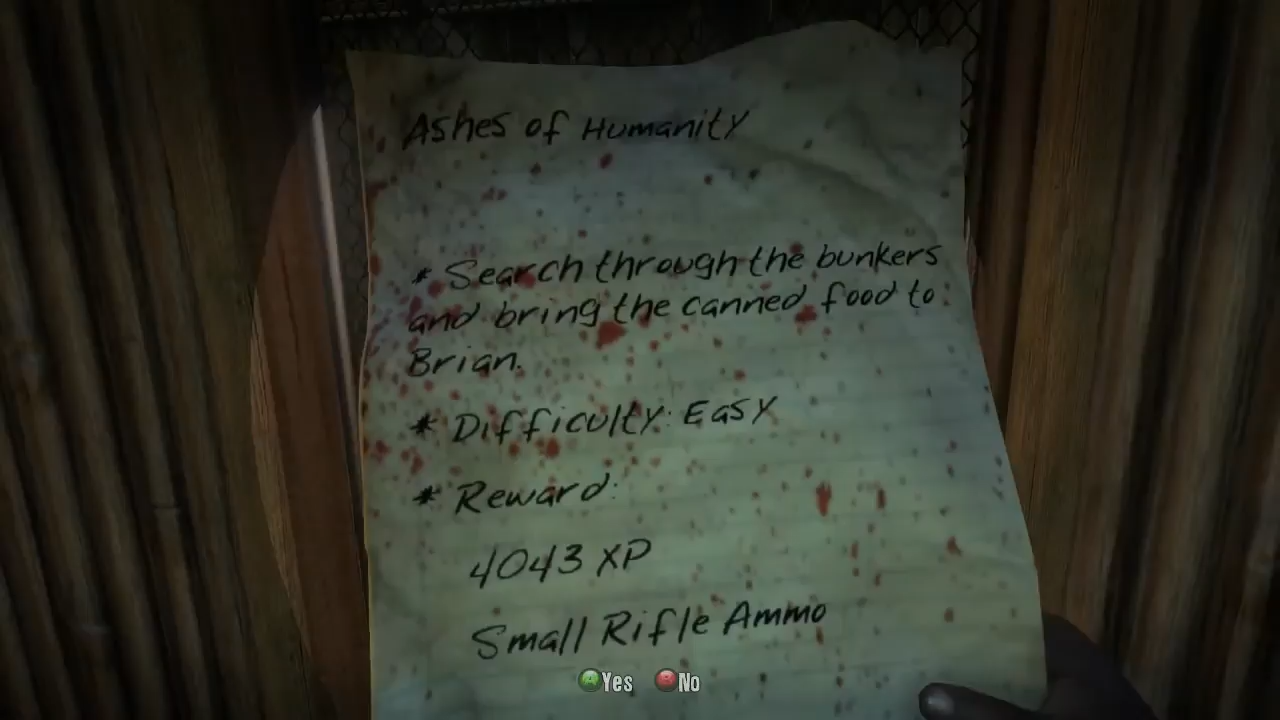 Ashes of Humanity
* Search through the bunkers
and bring the canned food to
Brian.
* Difficulty: Easy
* Reward:
4043 XP
Small Rifle Ammo
A Yes B No